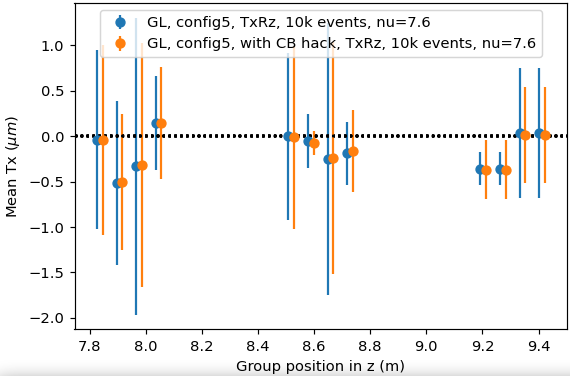 GL, config5, TxRz, 10k events, nu=7.6
GL, config5, with CB hack, TxRz, 10k events, nu=7.6
Mean Tx (μm)
1.0
0.5
0.0
−0.5
−1.0
−1.5
−2.0
7.8 8.0 8.2 8.4 8.6 8.8 9.0 9.2 9.4
Group position in z (m)